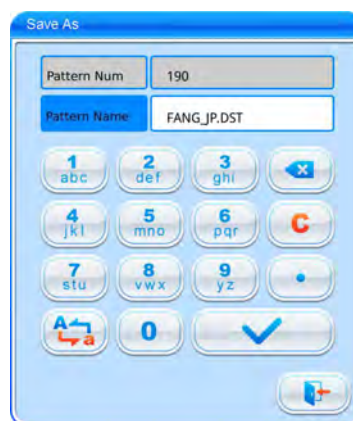 Save As
Pattern Num 190
Pattern Name FANG_JP.DST
1 2 3
abc def ghi
4 5 6 C
jkl mno pqr
7 8 9 .
stu vwx yz
A a 0